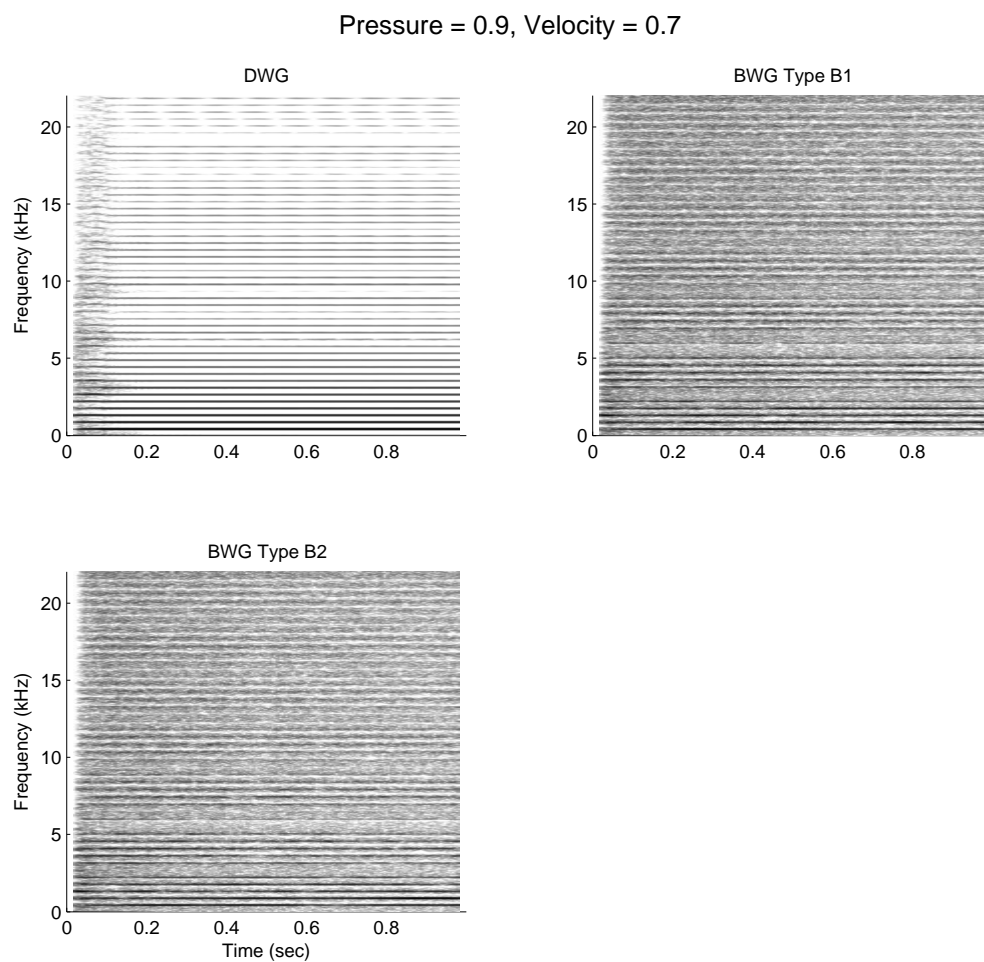 Pressure = 0.9, Velocity = 0.7
DWG
Frequency (kHz)
20
15
10
5
0
0 0.2 0.4 0.6 0.8
BWG Type B1
20
15
10
5
0
0 0.2 0.4 0.6 0.8
BWG Type B2
Frequency (kHz)
20
15
10
5
0
0 0.2 0.4 0.6 0.8
Time (sec)